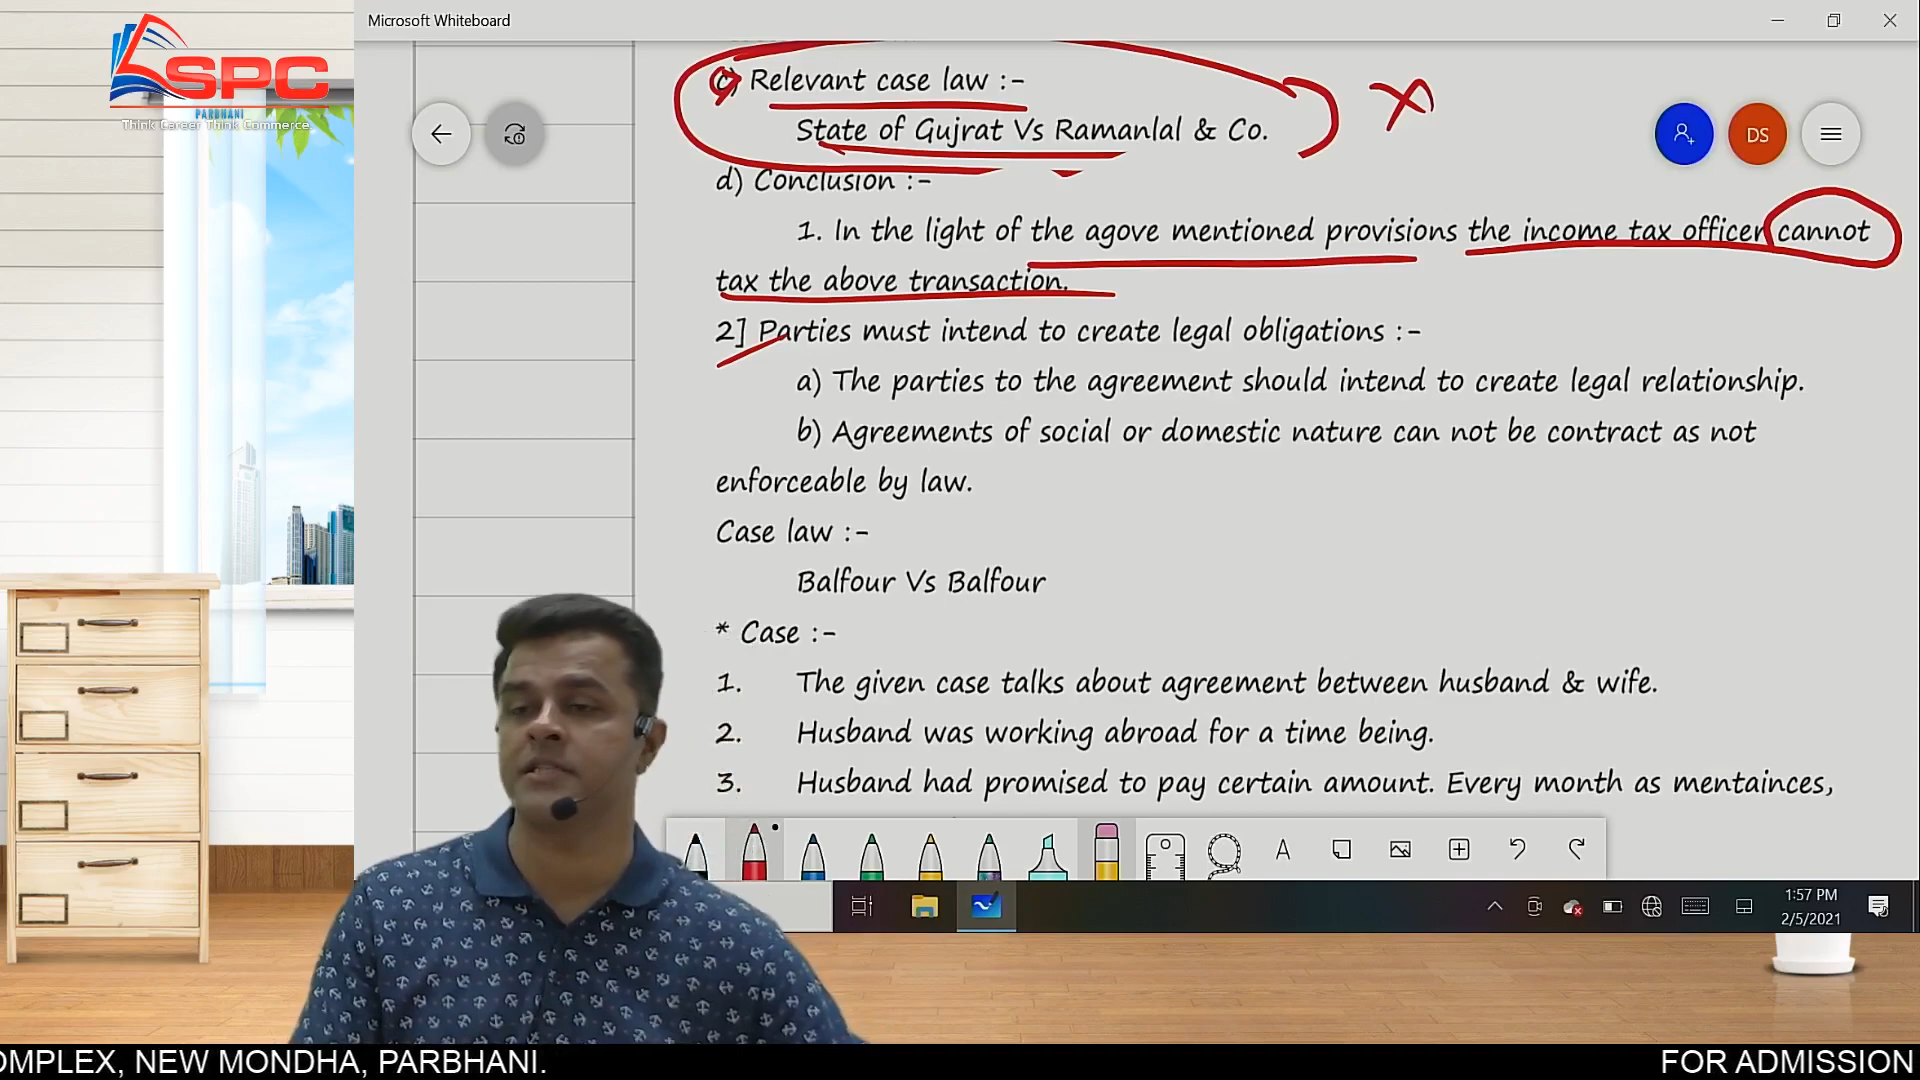 Microsoft Whiteboard
SPC
PARBHANI
Think Career Think Commerce.
c) Relevant case law :-
State of Gujrat Vs Ramanlal & Co.
DS
d) Conclusion :-
1. In the light of the agove mentioned provisions the income tax officer cannot
tax the above transaction.
2] Parties must intend to create legal obligations :-
a) The parties to the agreement should intend to create legal relationship.
b) Agreements of social or domestic nature can not be contract as not
enforceable by law.
Case law :-
Balfour Vs Balfour
* Case :-
1. The given case talks about agreement between husband & wife.
2. Husband was working abroad for a time being.
3. Husband had promised to pay certain amount. Every month as mentainces,
1:57 PM
2/5/2021
OMPLEX, NEW MONDHA, PARBHANI. FOR ADMISSION